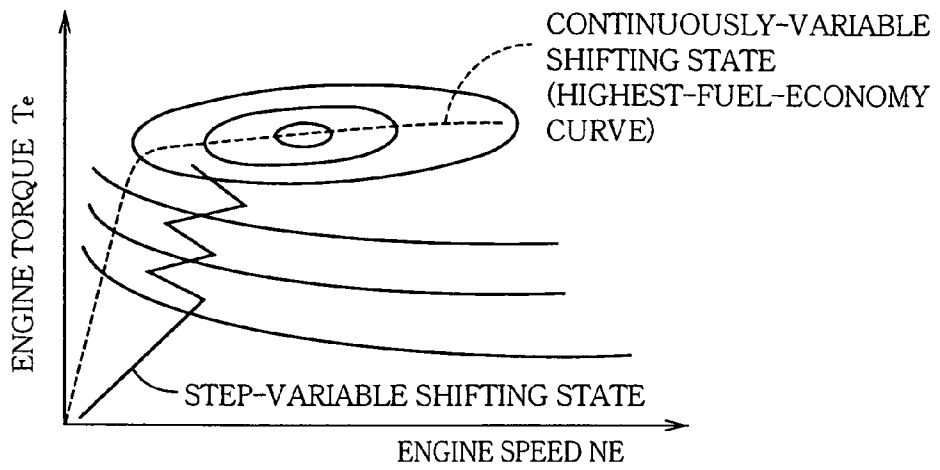 CONTINUOUSLY-VARIABLE
SHIFTING STATE
(HIGHEST-FUEL-ECONOMY
CURVE)
ENGINE TORQUE Te
STEP-VARIABLE SHIFTING STATE
ENGINE SPEED NE